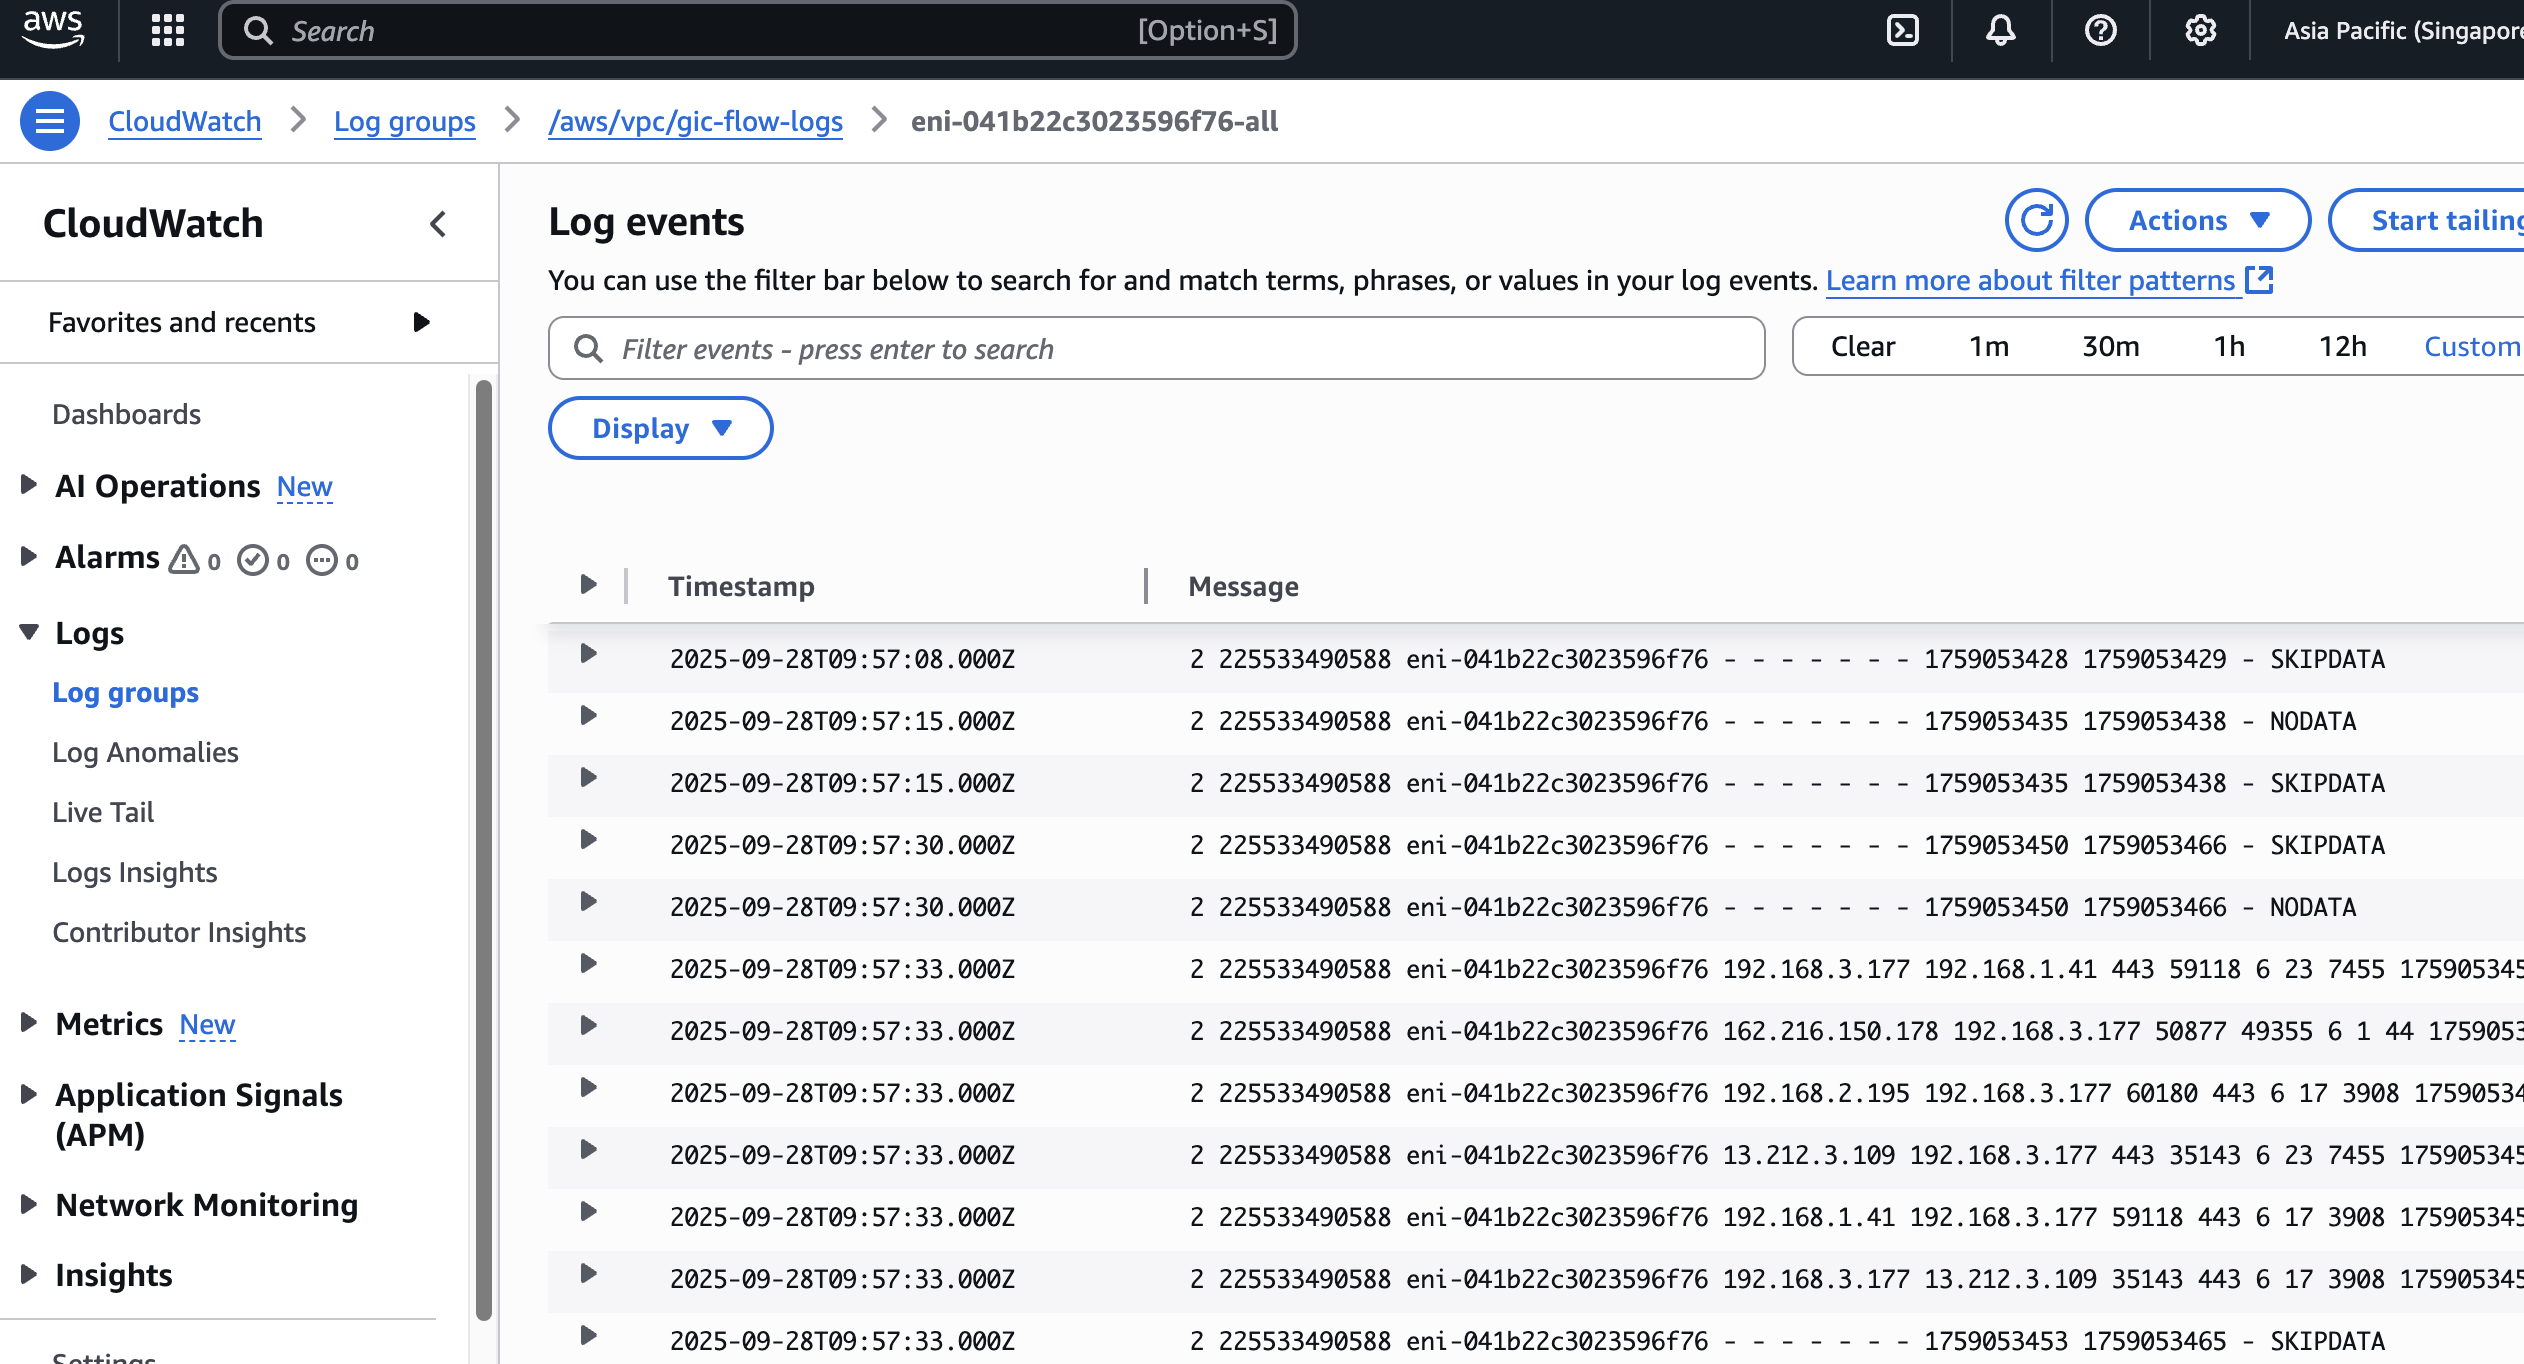 aws
Search [Option+S]
Asia Pacific (Singapore
CloudWatch > Log groups > /aws/vpc/gic-flow-logs > eni-041b22c3023596f76-all
CloudWatch
Favorites and recents
Dashboards
AI Operations New
Alarms 0 0 0
Logs
Log groups
Log Anomalies
Live Tail
Logs Insights
Contributor Insights
Metrics New
Application Signals
(APM)
Network Monitoring
Insights
Settings
Log events
Actions
Start tailing
You can use the filter bar below to search for and match terms, phrases, or values in your log events. Learn more about filter patterns
Filter events - press enter to search
Clear 1m 30m 1h 12h Custom
Display
Timestamp Message
2025-09-28T09:57:08.000Z 2 225533490588 eni-041b22c3023596f76 - - - - - - - 1759053428 1759053429 - SKIPDATA
2025-09-28T09:57:15.000Z 2 225533490588 eni-041b22c3023596f76 - - - - - - - 1759053435 1759053438 - NODATA
2025-09-28T09:57:15.000Z 2 225533490588 eni-041b22c3023596f76 - - - - - - - 1759053435 1759053438 - SKIPDATA
2025-09-28T09:57:30.000Z 2 225533490588 eni-041b22c3023596f76 - - - - - - - 1759053450 1759053466 - SKIPDATA
2025-09-28T09:57:30.000Z 2 225533490588 eni-041b22c3023596f76 - - - - - - - 1759053450 1759053466 - NODATA
2025-09-28T09:57:33.000Z 2 225533490588 eni-041b22c3023596f76 192.168.3.177 192.168.1.41 443 59118 6 23 7455 175905345
2025-09-28T09:57:33.000Z 2 225533490588 eni-041b22c3023596f76 162.216.150.178 192.168.3.177 50877 49355 6 1 44 1759053
2025-09-28T09:57:33.000Z 2 225533490588 eni-041b22c3023596f76 192.168.2.195 192.168.3.177 60180 443 6 17 3908 17590534
2025-09-28T09:57:33.000Z 2 225533490588 eni-041b22c3023596f76 13.212.3.109 192.168.3.177 443 35143 6 23 7455 175905345
2025-09-28T09:57:33.000Z 2 225533490588 eni-041b22c3023596f76 192.168.1.41 192.168.3.177 59118 443 6 17 3908 175905345
2025-09-28T09:57:33.000Z 2 225533490588 eni-041b22c3023596f76 192.168.3.177 13.212.3.109 35143 443 6 17 3908 175905345
2025-09-28T09:57:33.000Z 2 225533490588 eni-041b22c3023596f76 - - - - - - - 1759053453 1759053465 - SKIPDATA